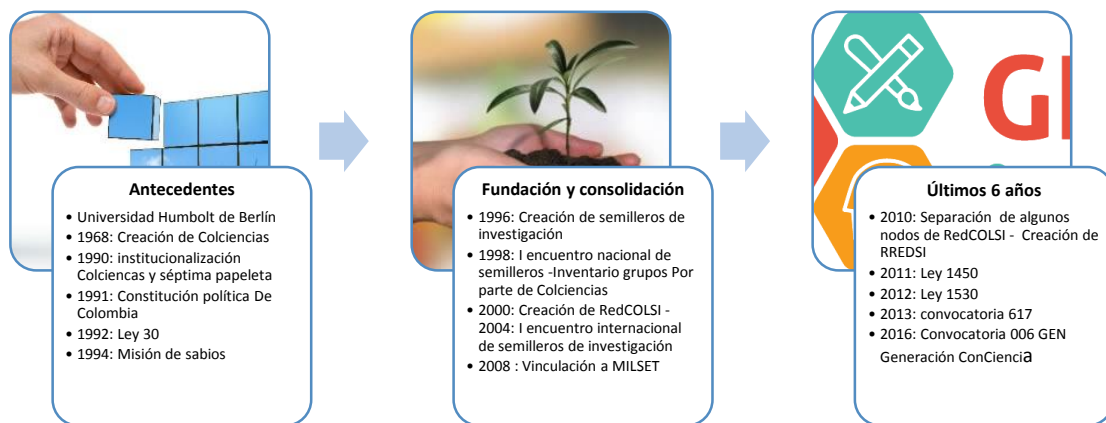 Antecedentes
• Universidad Humbolt de Berlín
• 1968: Creación de Colciencias
• 1990: institucionalización
Colciencas y séptima papeleta
• 1991: Constitución política De
Colombia
• 1992: Ley 30
• 1994: Misión de sabios
Fundación y consolidación
• 1996: Creación de semilleros de
investigación
• 1998: I encuentro nacional de
semilleros -Inventario grupos Por
parte de Colciencias
• 2000: Creación de RedCOLSI -
2004: I encuentro internacional
de semilleros de investigación
• 2008 : Vinculación a MILSET
GE
Últimos 6 años
• 2010: Separación de algunos
nodos de RedCOLSI - Creación de
RREDSI
• 2011: Ley 1450
• 2012: Ley 1530
• 2013: convocatoria 617
• 2016: Convocatoria 006 GEN
Generación ConCiencia